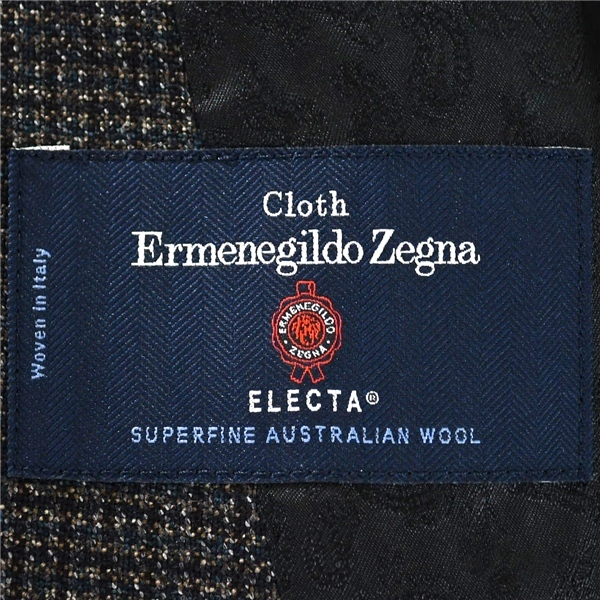 Cloth
Ermenegildo Zegna
ERMENEGILDO
ZEGNA
ELECTA®
SUPERFINE AUSTRALIAN WOOL
Woven in Italy